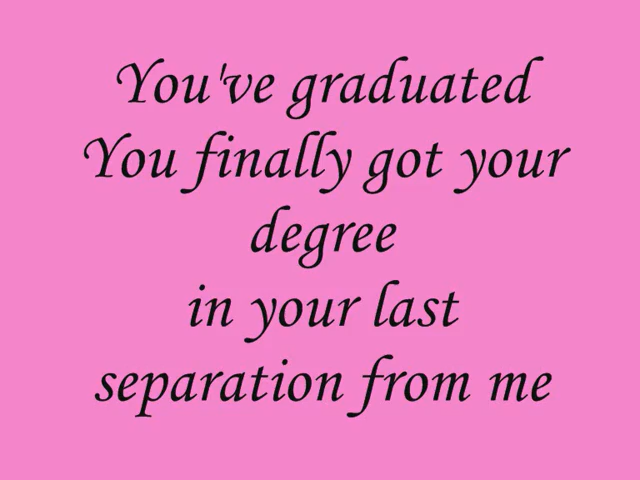 You've graduated
You finally got your
degree
in your last
separation from me